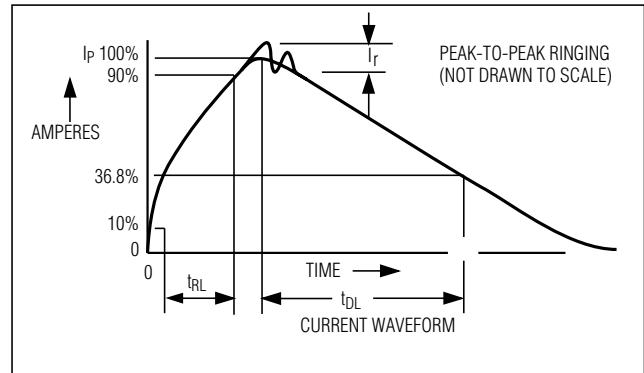 IP 100%
90%
AMPERES
36.8%
10%
0
0
tRL
TIME
tDL
CURRENT WAVEFORM
Ir
PEAK-TO-PEAK RINGING
(NOT DRAWN TO SCALE)